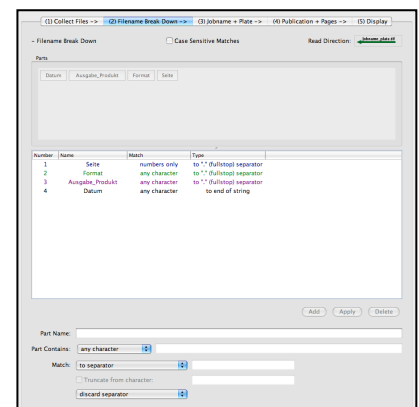 (1) Collect Files -> (2) Filename Break Down -> (3) Jobname + Plate -> (4) Publication + Pages -> (5) Display
- Filename Break Down Case Sensitive Matches Read Direction: Jobname_plate.tif
Parts
Datum Ausgabe_Produkt Format Seite
Number Name Match Type
1 Seite numbers only to "." (fullstop) separator
2 Format any character to "." (fullstop) separator
3 Ausgabe_Produkt any character to "." (fullstop) separator
4 Datum any character to end of string
Add Apply Delete
Part Name:
Part Contains: any character
Match: to separator
Truncate from character:
discard separator